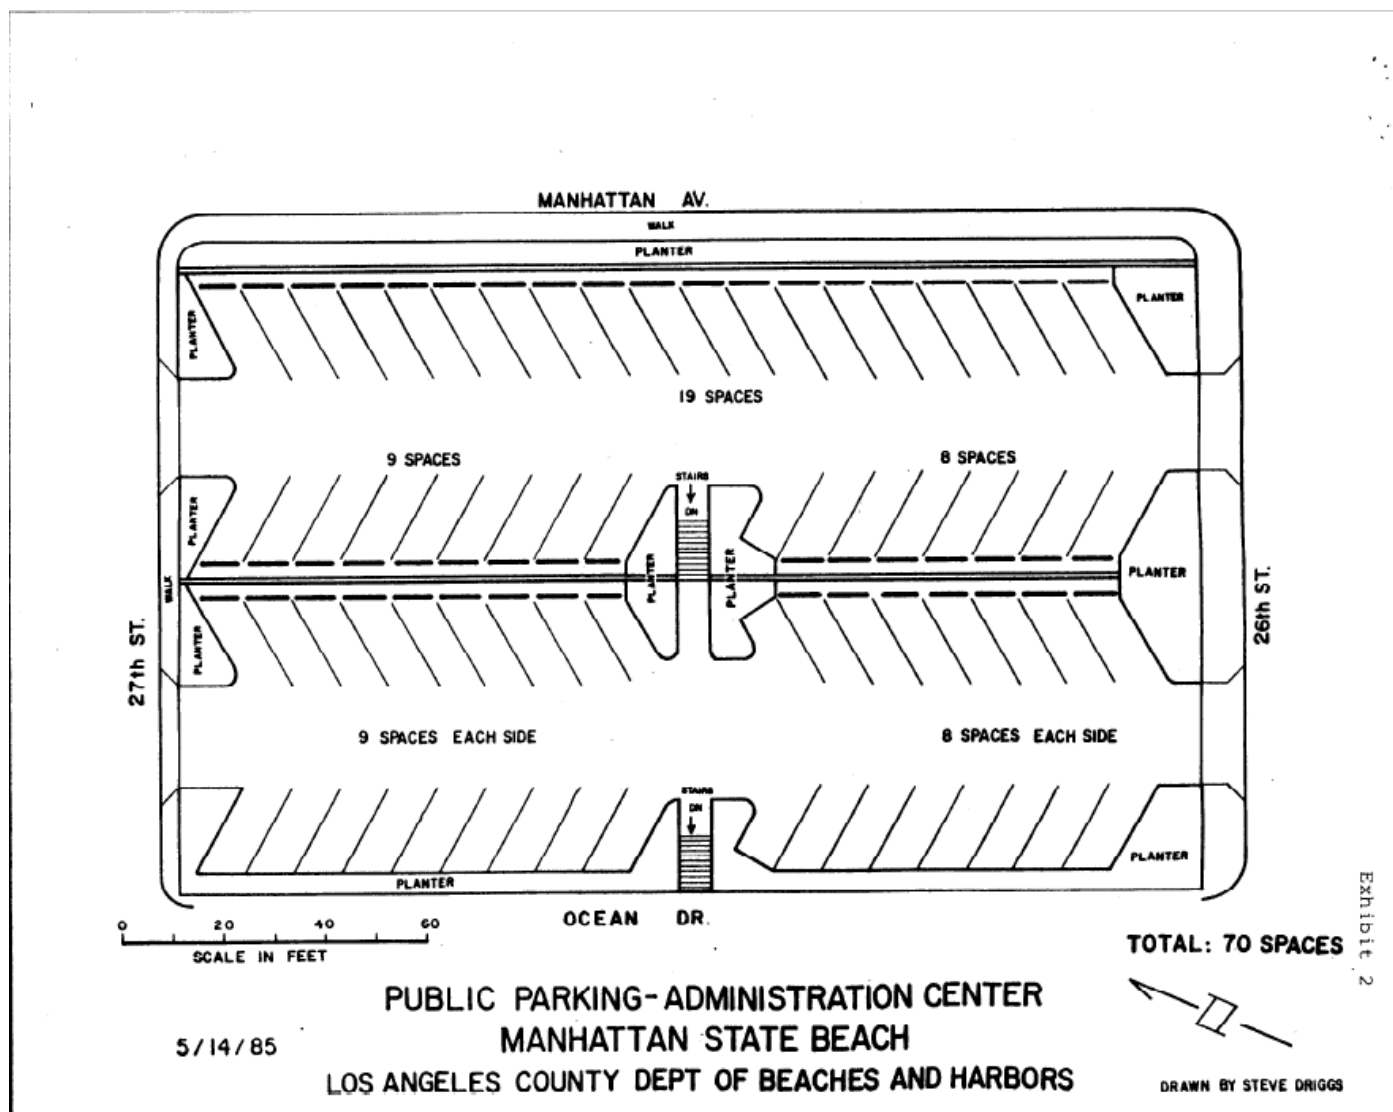 MANHATTAN AV.
WALK
PLANTER
PLANTER
PLANTER
19 SPACES
9 SPACES
8 SPACES
STAIRS
DN
PLANTER
PLANTER
PLANTER
PLANTER
WALK
PLANTER
27th ST.
26th ST.
9 SPACES EACH SIDE
8 SPACES EACH SIDE
STAIRS
DN
PLANTER
PLANTER
OCEAN DR.
0 20 40 60
SCALE IN FEET
TOTAL: 70 SPACES
Exhibit 2
PUBLIC PARKING-ADMINISTRATION CENTER
5/14/85
MANHATTAN STATE BEACH
LOS ANGELES COUNTY DEPT OF BEACHES AND HARBORS
DRAWN BY STEVE DRIGGS